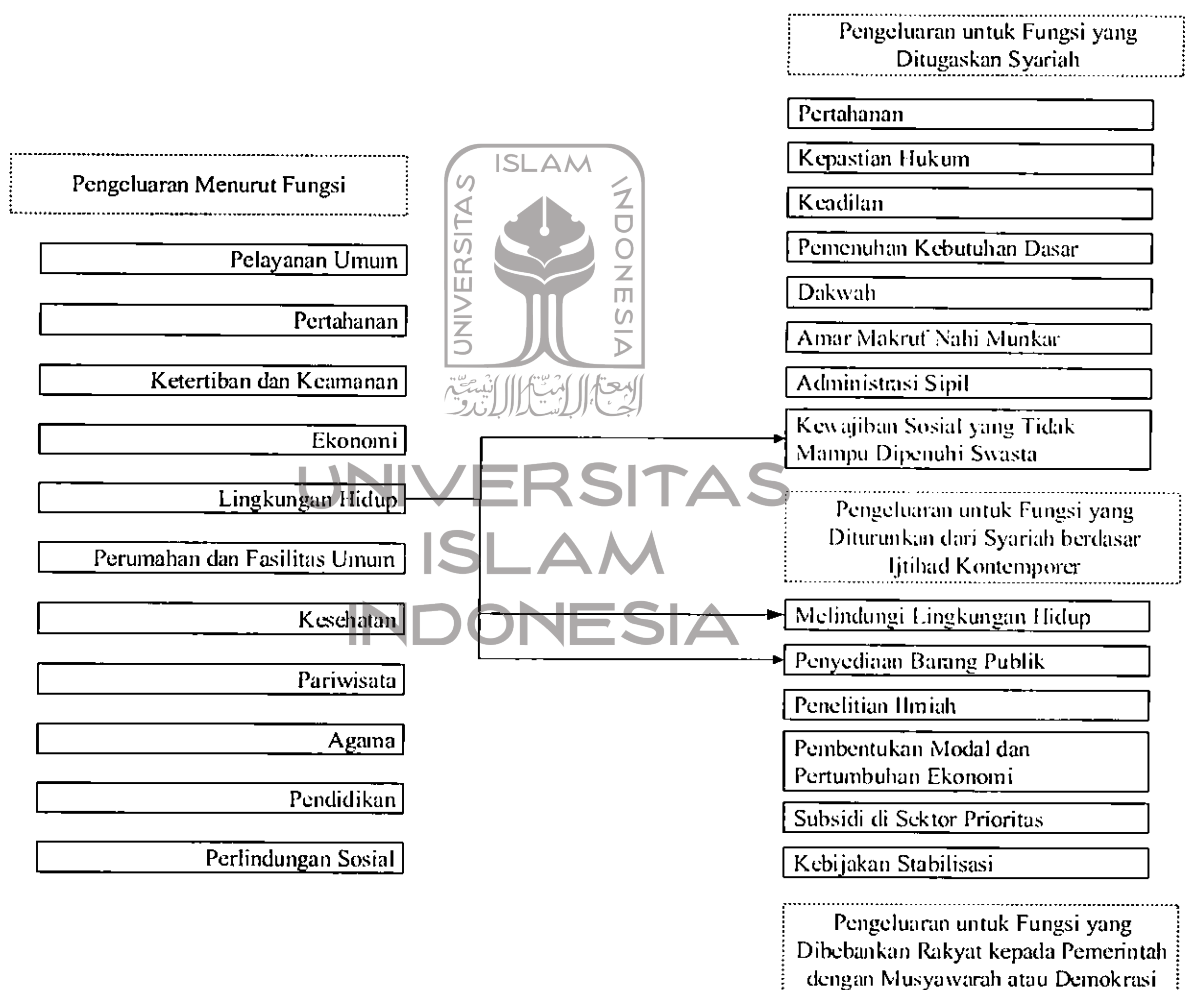 Pengeluaran Menurut Fungsi
Pelayanan Umum
Pertahanan
Ketertiban dan Keamanan
Ekonomi
Lingkungan Hidup
Perumahan dan Fasilitas Umum
Kesehatan
Pariwisata
Agama
Pendidikan
Perlindungan Sosial
UNIVERSITAS
ISLAM
INDONESIA
UNIVERSITAS
ISLAM
INDONESIA
Pengeluaran untuk Fungsi yang
Ditugaskan Syariah
Pertahanan
Kepastian Hukum
Keadilan
Pemenuhan Kebutuhan Dasar
Dakwah
Amar Makruf Nahi Munkar
Administrasi Sipil
Kewajiban Sosial yang Tidak
Mampu Dipenuhi Swasta
Pengeluaran untuk Fungsi yang
Diturunkan dari Syariah berdasar
Ijtihad Kontemporer
Melindungi Lingkungan Hidup
Penyediaan Barang Publik
Penelitian Ilmiah
Pembentukan Modal dan
Pertumbuhan Ekonomi
Subsidi di Sektor Prioritas
Kebijakan Stabilisasi
Pengeluaran untuk Fungsi yang
Dibebankan Rakyat kepada Pemerintah
dengan Musyawarah atau Demokrasi